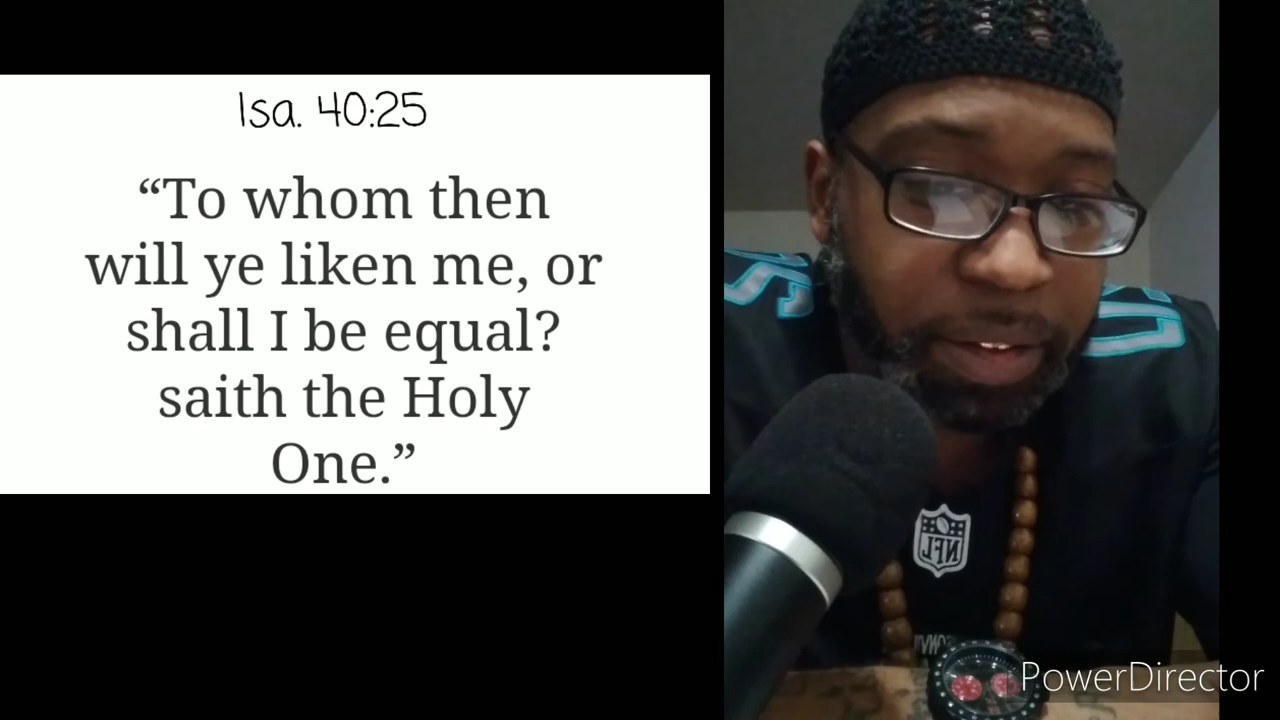 Isa. 40:25
“To whom then
will ye liken me, or
shall I be equal?
saith the Holy
One.”
NFL
PowerDirector